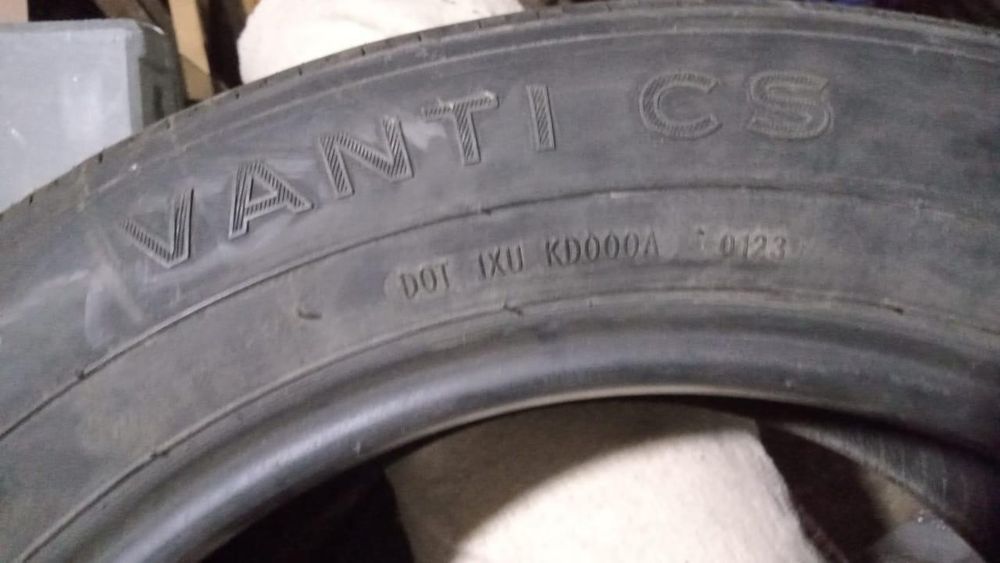 VANTI CS
DOT 1XU KD000A 0123